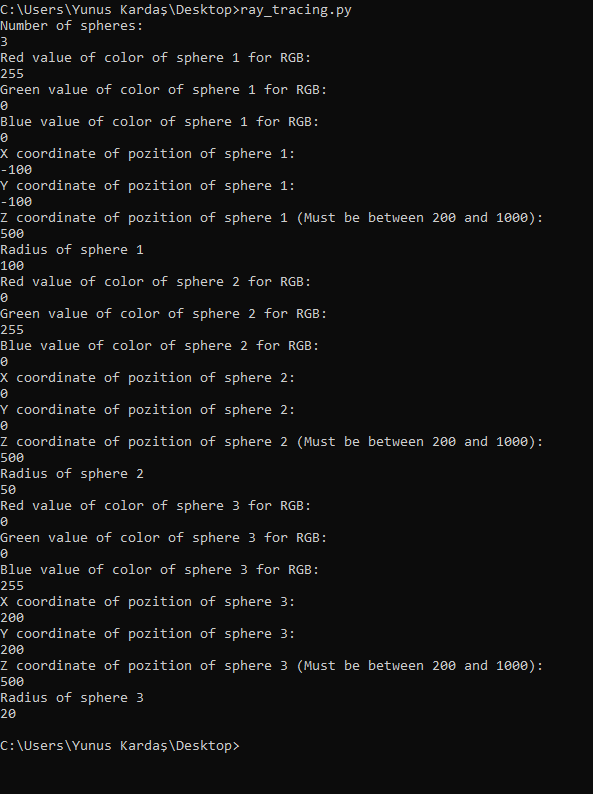 C:\Users\Yunus Kardaş\Desktop>ray_tracing.py
Number of spheres:
3
Red value of color of sphere 1 for RGB:
255
Green value of color of sphere 1 for RGB:
0
Blue value of color of sphere 1 for RGB:
0
X coordinate of pozition of sphere 1:
-100
Y coordinate of pozition of sphere 1:
-100
Z coordinate of pozition of sphere 1 (Must be between 200 and 1000):
500
Radius of sphere 1
100
Red value of color of sphere 2 for RGB:
0
Green value of color of sphere 2 for RGB:
255
Blue value of color of sphere 2 for RGB:
0
X coordinate of pozition of sphere 2:
0
Y coordinate of pozition of sphere 2:
0
Z coordinate of pozition of sphere 2 (Must be between 200 and 1000):
500
Radius of sphere 2
50
Red value of color of sphere 3 for RGB:
0
Green value of color of sphere 3 for RGB:
0
Blue value of color of sphere 3 for RGB:
255
X coordinate of pozition of sphere 3:
200
Y coordinate of pozition of sphere 3:
200
Z coordinate of pozition of sphere 3 (Must be between 200 and 1000):
500
Radius of sphere 3
20
C:\Users\Yunus Kardaş\Desktop>